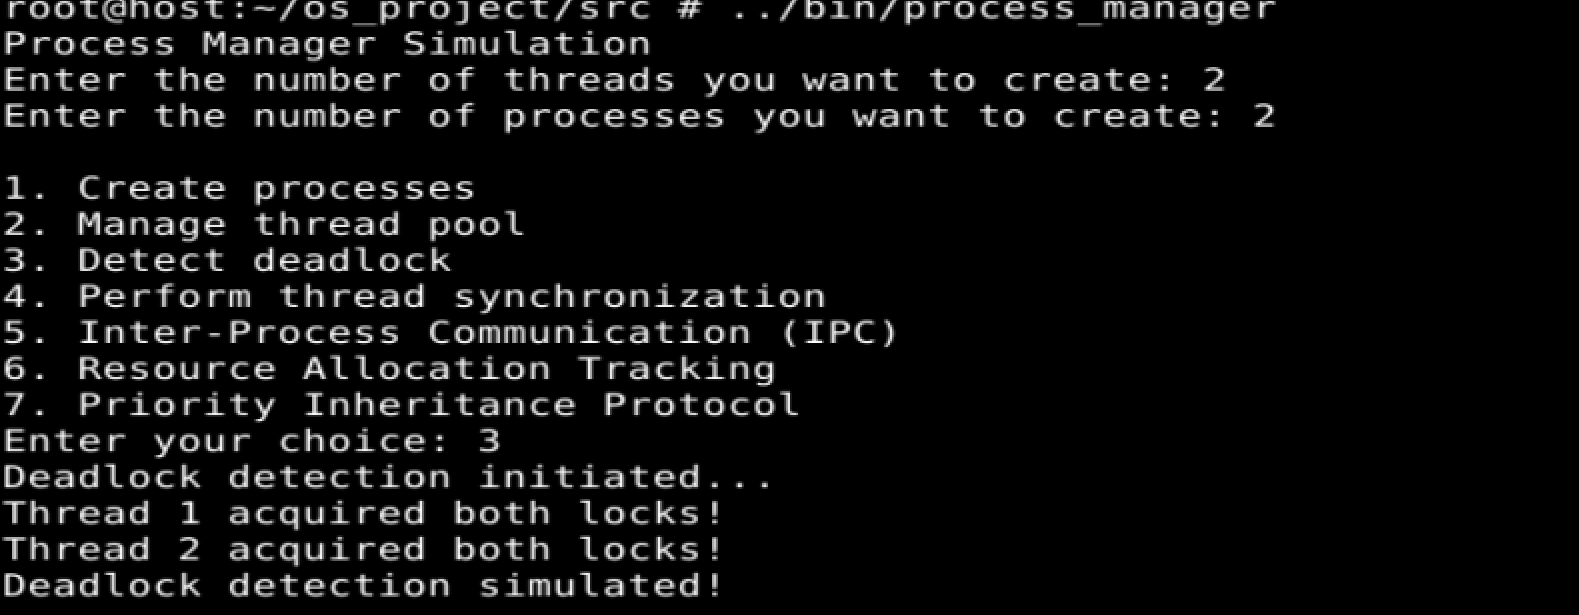 root@host:~/os_project/src # ../bin/process_manager
Process Manager Simulation
Enter the number of threads you want to create: 2
Enter the number of processes you want to create: 2
1. Create processes
2. Manage thread pool
3. Detect deadlock
4. Perform thread synchronization
5. Inter-Process Communication (IPC)
6. Resource Allocation Tracking
7. Priority Inheritance Protocol
Enter your choice: 3
Deadlock detection initiated...
Thread 1 acquired both locks!
Thread 2 acquired both locks!
Deadlock detection simulated!